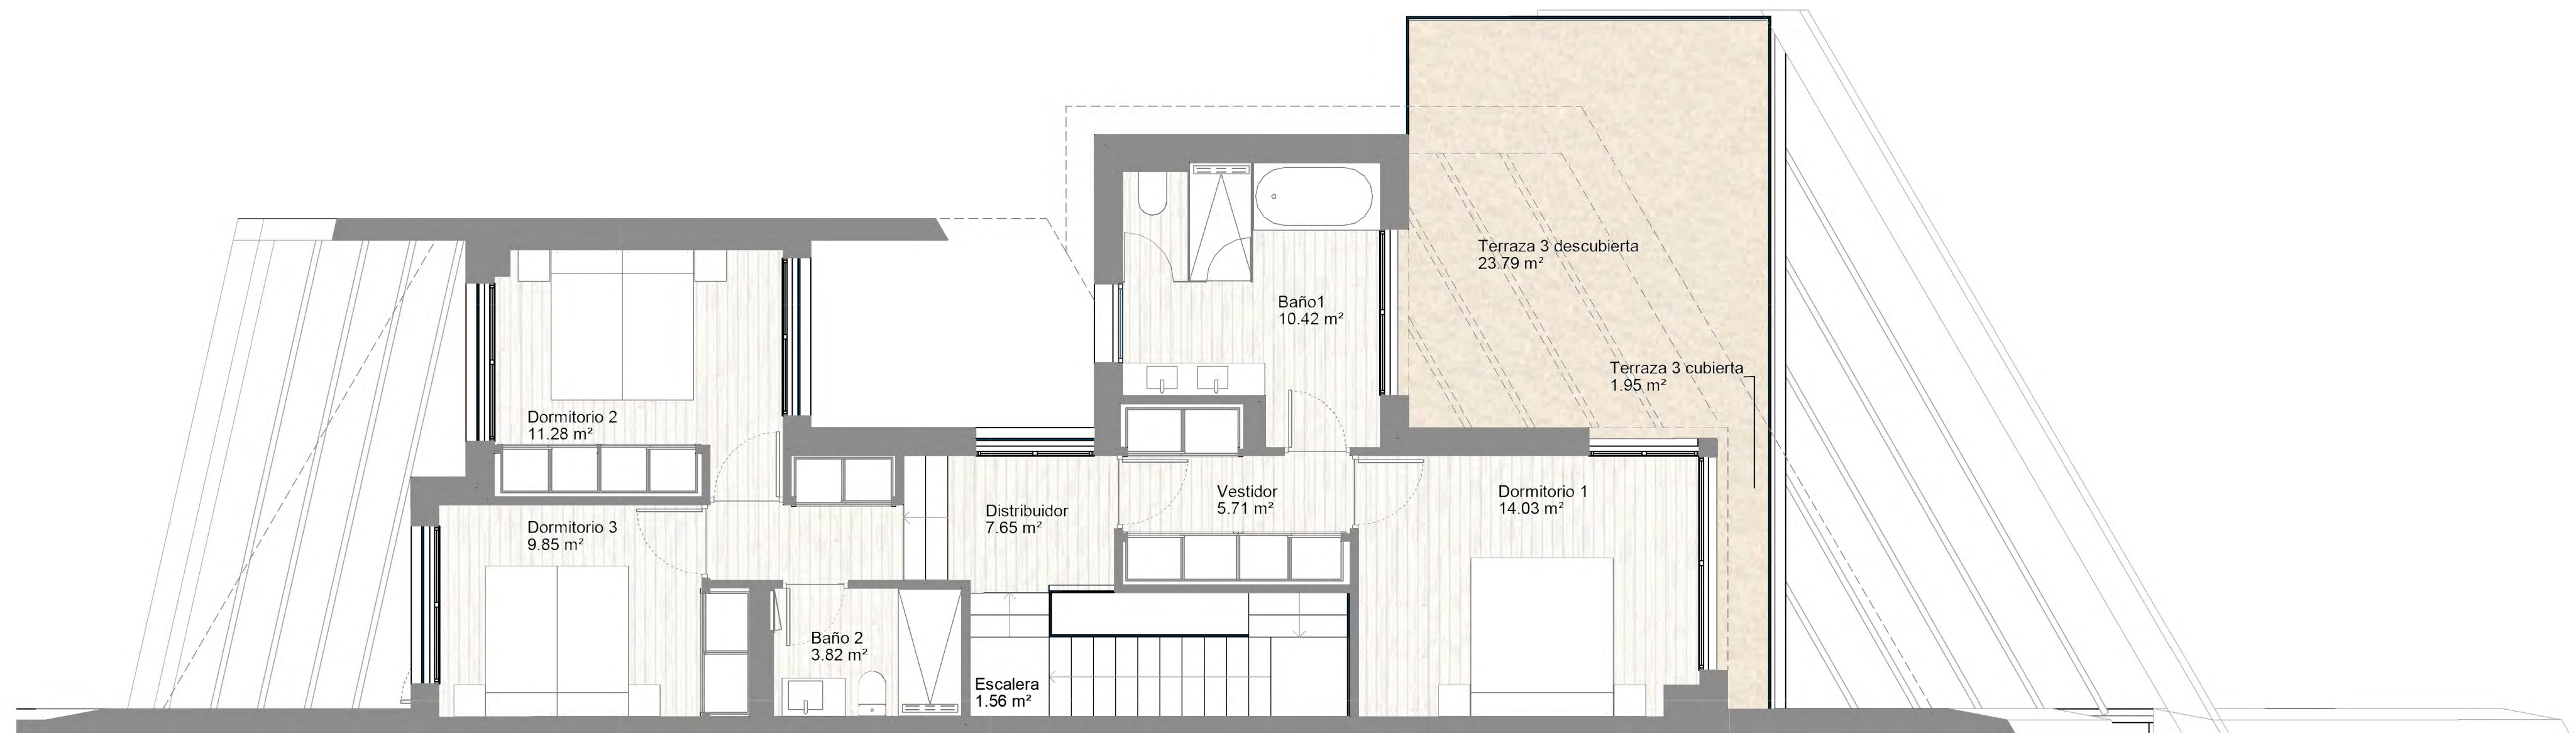 Terraza 3 descubierta
23.79 m²
Baño1
10.42 m²
Terraza 3 cubierta
1.95 m²
Dormitorio 2
11.28 m²
Dormitorio 3
9.85 m²
Distribuidor
7.65 m²
Vestidor
5.71 m²
Dormitorio 1
14.03 m²
Baño 2
3.82 m²
Escalera
1.56 m²